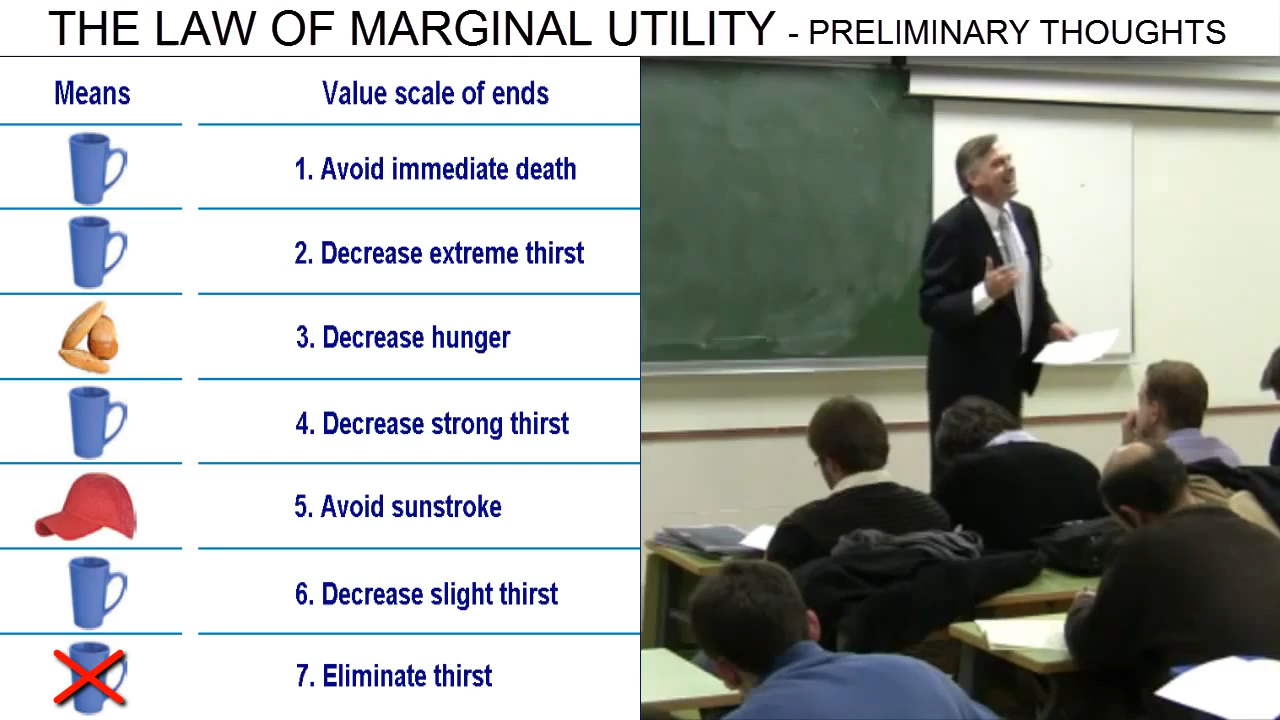 THE LAW OF MARGINAL UTILITY - PRELIMINARY THOUGHTS
Means Value scale of ends
1. Avoid immediate death
2. Decrease extreme thirst
3. Decrease hunger
4. Decrease strong thirst
5. Avoid sunstroke
6. Decrease slight thirst
7. Eliminate thirst